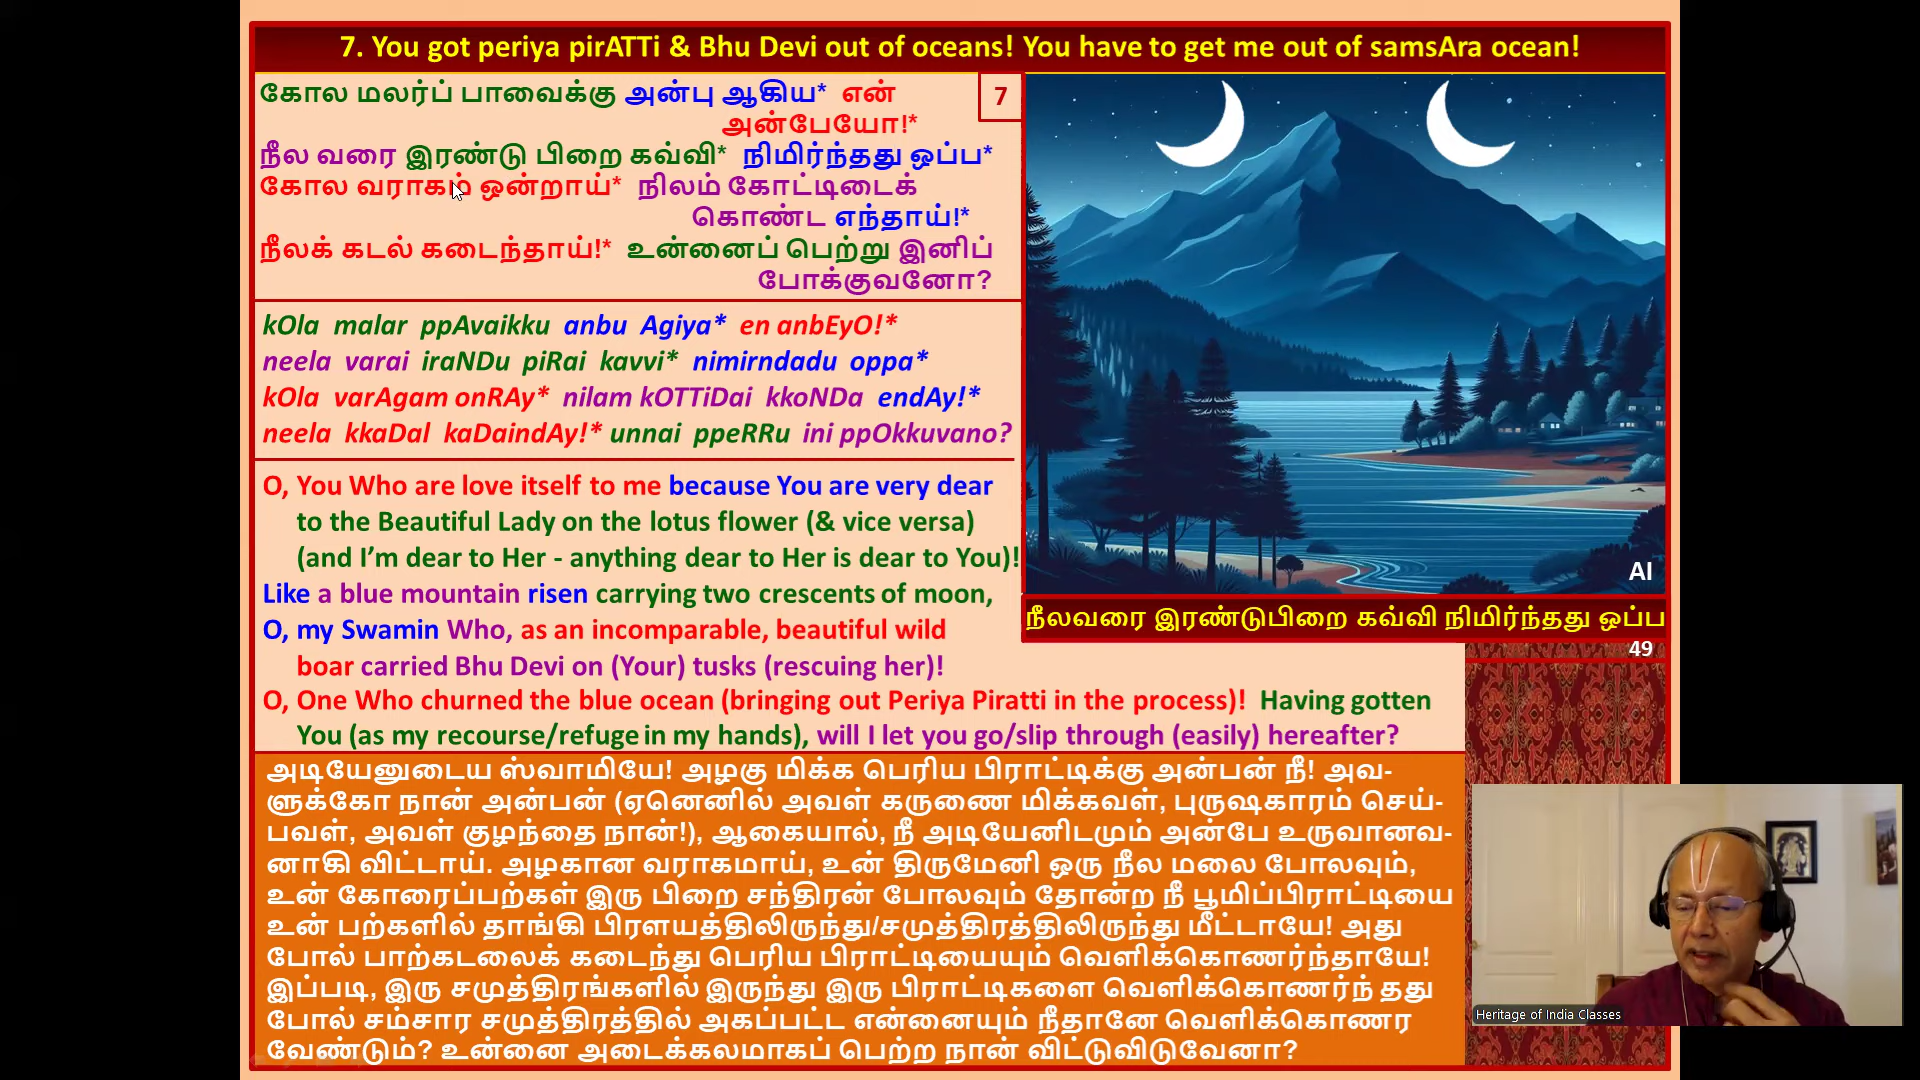 7. You got periya pirATTi & Bhu Devi out of oceans! You have to get me out of samsAra ocean!
கோல மலர்ப் பாவைக்கு அன்பு ஆகிய* என்
அன்பேயோ!*
நீல வரை இரண்டு பிறை கவ்வி* நிமிர்ந்தது ஒப்ப*
கோல வராகம் ஒன்றாய்* நிலம் கோட்டிடைக்
கொண்ட எந்தாய்!*
நீலக் கடல் கடைந்தாய்!* உன்னைப் பெற்று இனிப்
போக்குவனோ?
7
kOla malar ppAvaikku anbu Agiya* en anbEyO!*
neela varai iraNDu piRai kavvi* nimirndadu oppa*
kOla varAgam onRAy* nilam kOTTiDai kkoNDa endAy!*
neela kkaDal kaDaindAy!* unnai ppeRRu ini ppOkkuvano?
O, You Who are love itself to me because You are very dear
to the Beautiful Lady on the lotus flower (& vice versa)
(and I'm dear to Her - anything dear to Her is dear to You)!
Like a blue mountain risen carrying two crescents of moon,
O, my Swamin Who, as an incomparable, beautiful wild
boar carried Bhu Devi on (Your) tusks (rescuing her)!
O, One Who churned the blue ocean (bringing out Periya Piratti in the process)! Having gotten
You (as my recourse/refuge in my hands), will I let you go/slip through (easily) hereafter?
AI
நீலவரை இரண்டுபிறை கவ்வி நிமிர்ந்தது ஒப்ப
49
அடியேனுடைய ஸ்வாமியே! அழகு மிக்க பெரிய பிராட்டிக்கு அன்பன் நீ! அவ-
ளுக்கோ நான் அன்பன் (ஏனெனில் அவள் கருணை மிக்கவள், புருஷகாரம் செய்-
பவள், அவள் குழந்தை நான்!), ஆகையால், நீ அடியேனிடமும் அன்பே உருவானவ-
னாகி விட்டாய். அழகான வராகமாய், உன் திருமேனி ஒரு நீல மலை போலவும்,
உன் கோரைப்பற்கள் இரு பிறை சந்திரன் போலவும் தோன்ற நீ பூமிப்பிராட்டியை
உன் பற்களில் தாங்கி பிரளயத்திலிருந்து/சமுத்திரத்திலிருந்து மீட்டாயே! அது
போல் பாற்கடலைக் கடைந்து பெரிய பிராட்டியையும் வெளிக்கொணர்ந்தாயே!
இப்படி, இரு சமுத்திரங்களில் இருந்து இரு பிராட்டிகளை வெளிக்கொணர்ந் தது
போல் சம்சார சமுத்திரத்தில் அகப்பட்ட என்னையும் நீதானே வெளிக்கொணர
வேண்டும்? உன்னை அடைக்கலமாகப் பெற்ற நான் விட்டுவிடுவேனா?
Heritage of India Classes